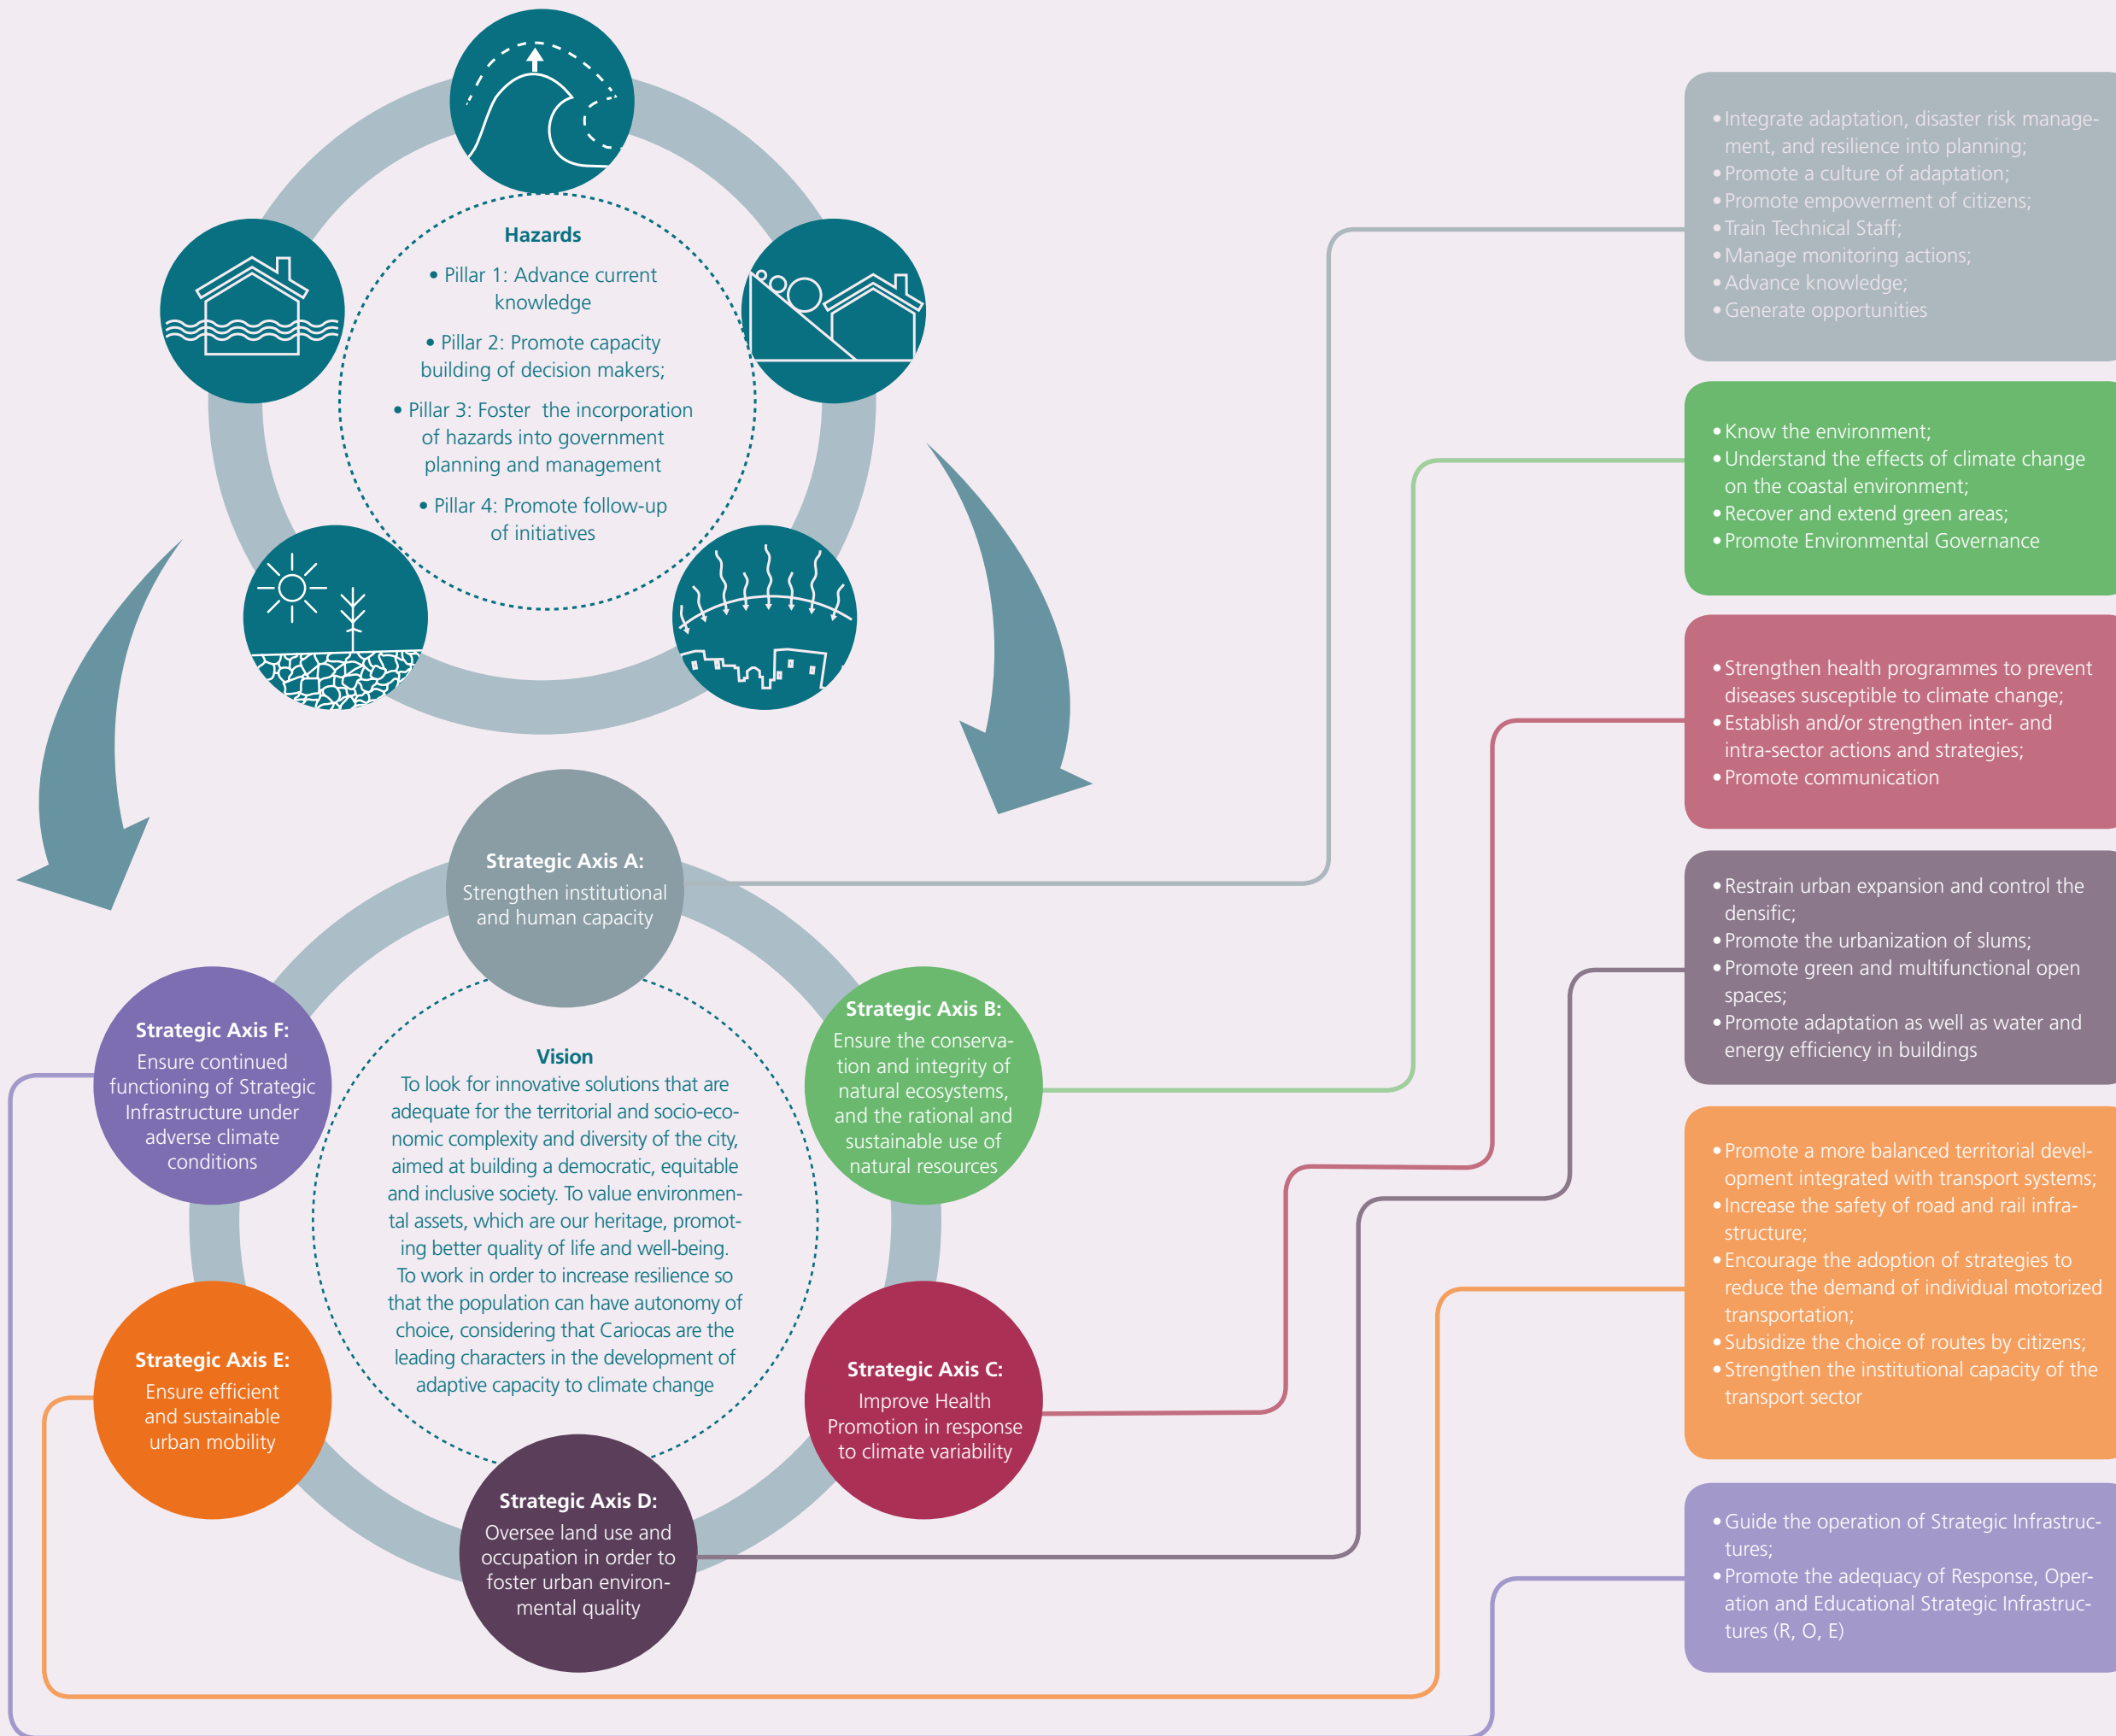 Hazards
• Pillar 1: Advance current
knowledge
• Pillar 2: Promote capacity
building of decision makers;
• Pillar 3: Foster the incorporation
of hazards into government
planning and management
• Pillar 4: Promote follow-up
of initiatives
Strategic Axis A:
Strengthen institutional
and human capacity
Strategic Axis B:
Ensure the conserva-
tion and integrity of
natural ecosystems,
and the rational and
sustainable use of
natural resources
Strategic Axis C:
Improve Health
Promotion in response
to climate variability
Strategic Axis D:
Oversee land use and
occupation in order to
foster urban environ-
mental quality
Strategic Axis E:
Ensure efficient
and sustainable
urban mobility
Strategic Axis F:
Ensure continued
functioning of Strategic
Infrastructure under
adverse climate
conditions
Vision
To look for innovative solutions that are
adequate for the territorial and socio-eco-
nomic complexity and diversity of the city,
aimed at building a democratic, equitable
and inclusive society. To value environmen-
tal assets, which are our heritage, promot-
ing better quality of life and well-being.
To work in order to increase resilience so
that the population can have autonomy of
choice, considering that Cariocas are the
leading characters in the development of
adaptive capacity to climate change
• Integrate adaptation, disaster risk manage-
ment, and resilience into planning;
• Promote a culture of adaptation;
• Promote empowerment of citizens;
• Train Technical Staff;
• Manage monitoring actions;
• Advance knowledge;
• Generate opportunities
• Know the environment;
• Understand the effects of climate change
on the coastal environment;
• Recover and extend green areas;
• Promote Environmental Governance
• Strengthen health programmes to prevent
diseases susceptible to climate change;
• Establish and/or strengthen inter- and
intra-sector actions and strategies;
• Promote communication
• Restrain urban expansion and control the
densific;
• Promote the urbanization of slums;
• Promote green and multifunctional open
spaces;
• Promote adaptation as well as water and
energy efficiency in buildings
• Promote a more balanced territorial devel-
opment integrated with transport systems;
• Increase the safety of road and rail infra-
structure;
• Encourage the adoption of strategies to
reduce the demand of individual motorized
transportation;
• Subsidize the choice of routes by citizens;
• Strengthen the institutional capacity of the
transport sector
• Guide the operation of Strategic Infrastruc-
tures;
• Promote the adequacy of Response, Oper-
ation and Educational Strategic Infrastruc-
tures (R, O, E)